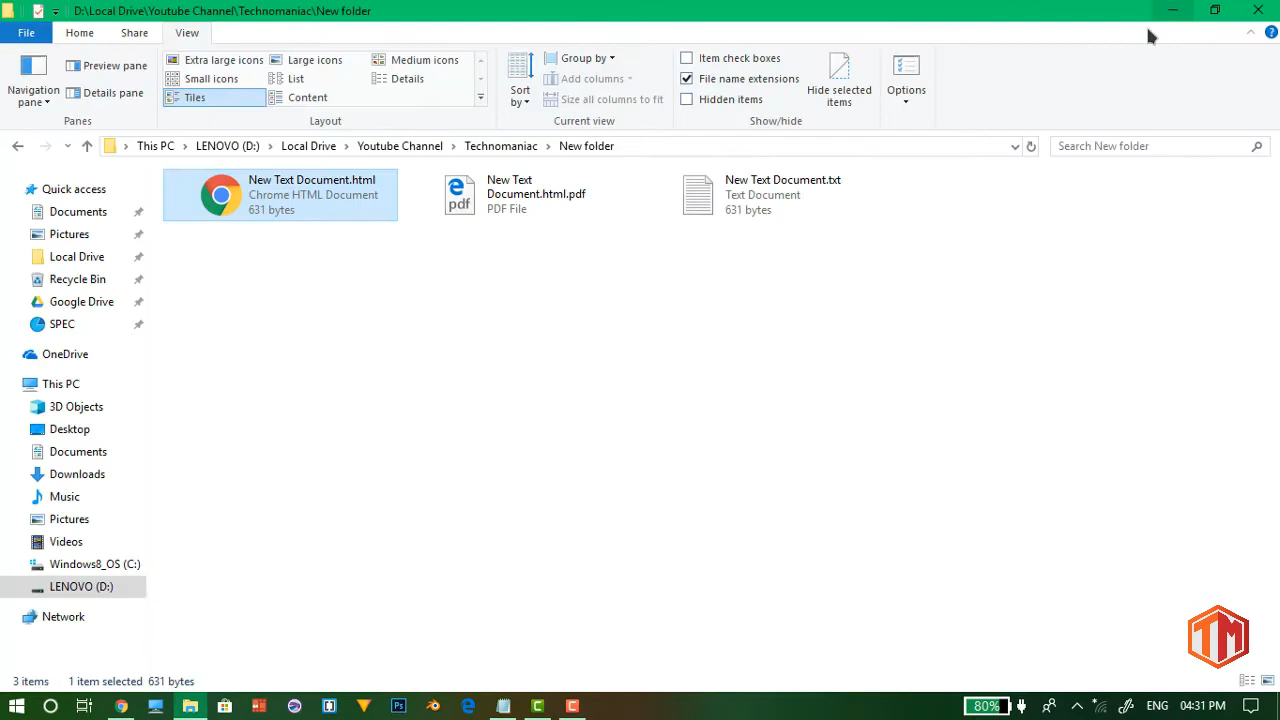 D:\Local Drive\Youtube Channel\Technomaniac\New folder
File Home Share View
Navigation pane
Preview pane
Details pane
Panes
Extra large icons Large icons Medium icons
Small icons List Details
Tiles Content
Layout
Sort by
Group by
Add columns
Size all columns to fit
Current view
Item check boxes
File name extensions
Hidden items
Hide selected items
Show/hide
Options
This PC LENOVO (D:) Local Drive Youtube Channel Technomaniac New folder
Search New folder
Quick access
Documents
Pictures
Local Drive
Recycle Bin
Google Drive
SPEC
OneDrive
This PC
3D Objects
Desktop
Documents
Downloads
Music
Pictures
Videos
Windows8_OS (C:)
LENOVO (D:)
Network
New Text Document.html
Chrome HTML Document
631 bytes
New Text
Document.html.pdf
PDF File
pdf
New Text Document.txt
Text Document
631 bytes
TM
3 items 1 item selected 631 bytes
Ps
80% ENG 04:31 PM